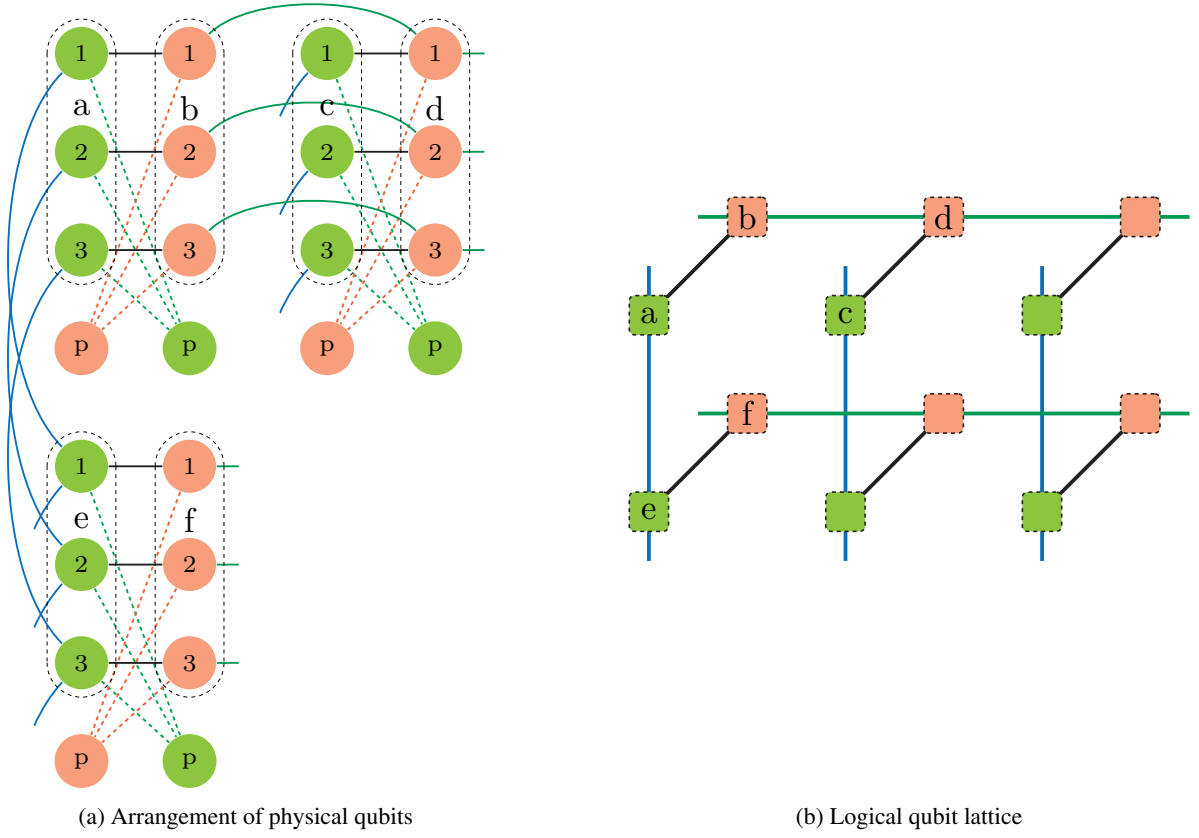 1 1 1 1
a b c d
2 2 2 2
3 3 3 3
p p p p
1 1
e f
2 2
3 3
p p
(a) Arrangement of physical qubits
b d
a c
f
e
(b) Logical qubit lattice